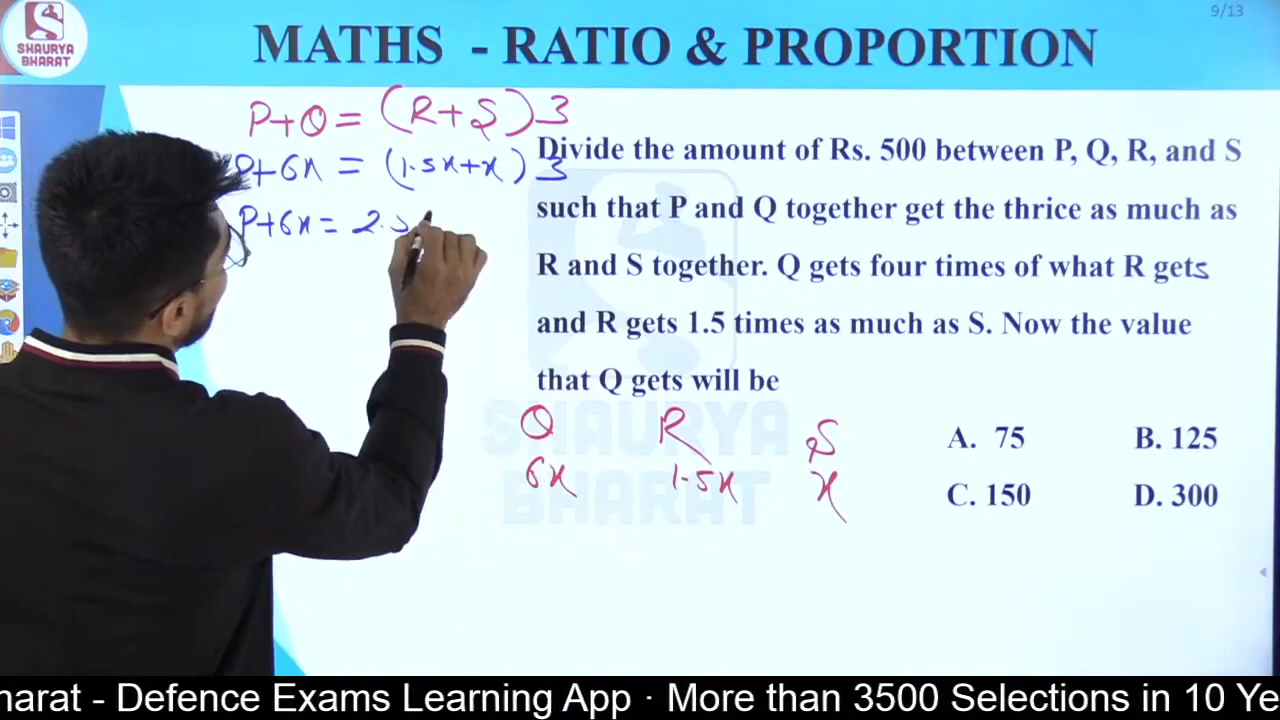 9/13
SHAURYA
BHARAT
MATHS - RATIO & PROPORTION
P+Q = (R+S)3
P+6x = (1.5x+x)3
P+6x = 2.5
Divide the amount of Rs. 500 between P, Q, R, and S
such that P and Q together get the thrice as much as
R and S together. Q gets four times of what R gets
and R gets 1.5 times as much as S. Now the value
that Q gets will be
Q R S
6x 1.5x x
A. 75 B. 125
C. 150 D. 300
SHAURYA
BHARAT
harat - Defence Exams Learning App · More than 3500 Selections in 10 Ye